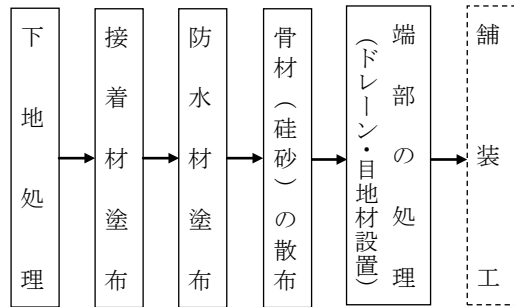 下地処理
接着材塗布
防水材塗布
骨材（硅砂）の散布
端部の処理
（ドレーン・目地材設置）
舗装工